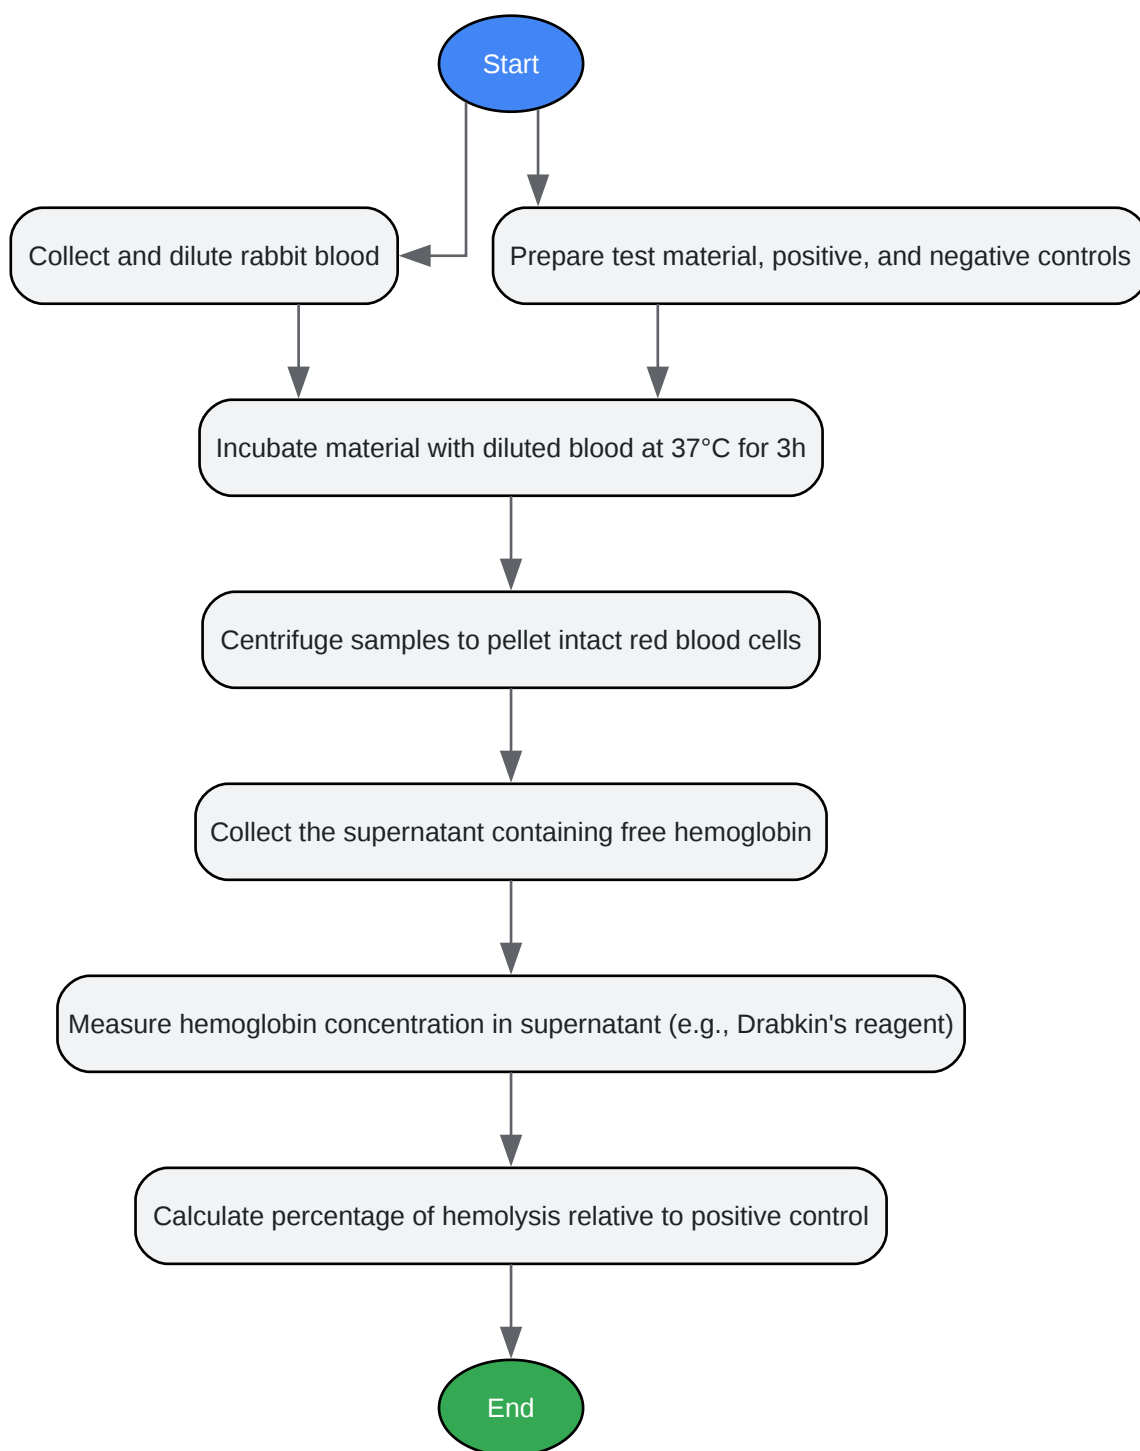 Start
Collect and dilute rabbit blood
Prepare test material, positive, and negative controls
Incubate material with diluted blood at 37°C for 3h
Centrifuge samples to pellet intact red blood cells
Collect the supernatant containing free hemoglobin
Measure hemoglobin concentration in supernatant (e.g., Drabkin's reagent)
Calculate percentage of hemolysis relative to positive control
End